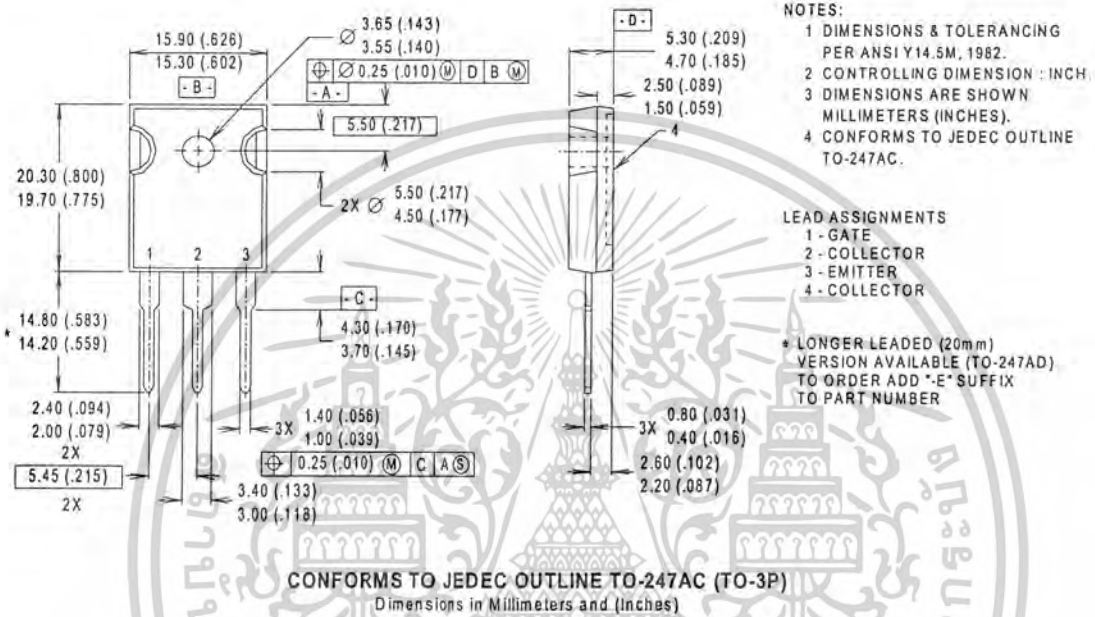 15.90 (.626)
15.30 (.602)
- B -
Ø 3.65 (.143)
3.55 (.140)
⌖ Ø 0.25 (.010) Ⓜ D B Ⓜ
- A -
5.50 (.217)
20.30 (.800)
19.70 (.775)
2X Ø 5.50 (.217)
4.50 (.177)
1 2 3
- C -
* 14.80 (.583)
14.20 (.559)
4.30 (.170)
3.70 (.145)
2.40 (.094)
2.00 (.079)
2X
5.45 (.215)
2X
3X 1.40 (.056)
1.00 (.039)
⌖ 0.25 (.010) Ⓜ C A Ⓢ
3.40 (.133)
3.00 (.118)
- D -
5.30 (.209)
4.70 (.185)
2.50 (.089)
1.50 (.059)
4
3X 0.80 (.031)
0.40 (.016)
2.60 (.102)
2.20 (.087)
NOTES:
1 DIMENSIONS & TOLERANCING
PER ANSI Y14.5M, 1982.
2 CONTROLLING DIMENSION : INCH.
3 DIMENSIONS ARE SHOWN
MILLIMETERS (INCHES).
4 CONFORMS TO JEDEC OUTLINE
TO-247AC.
LEAD ASSIGNMENTS
1 - GATE
2 - COLLECTOR
3 - EMITTER
4 - COLLECTOR
* LONGER LEADED (20mm)
VERSION AVAILABLE (TO-247AD)
TO ORDER ADD "-E" SUFFIX
TO PART NUMBER
CONFORMS TO JEDEC OUTLINE TO-247AC (TO-3P)
Dimensions in Millimeters and (Inches)